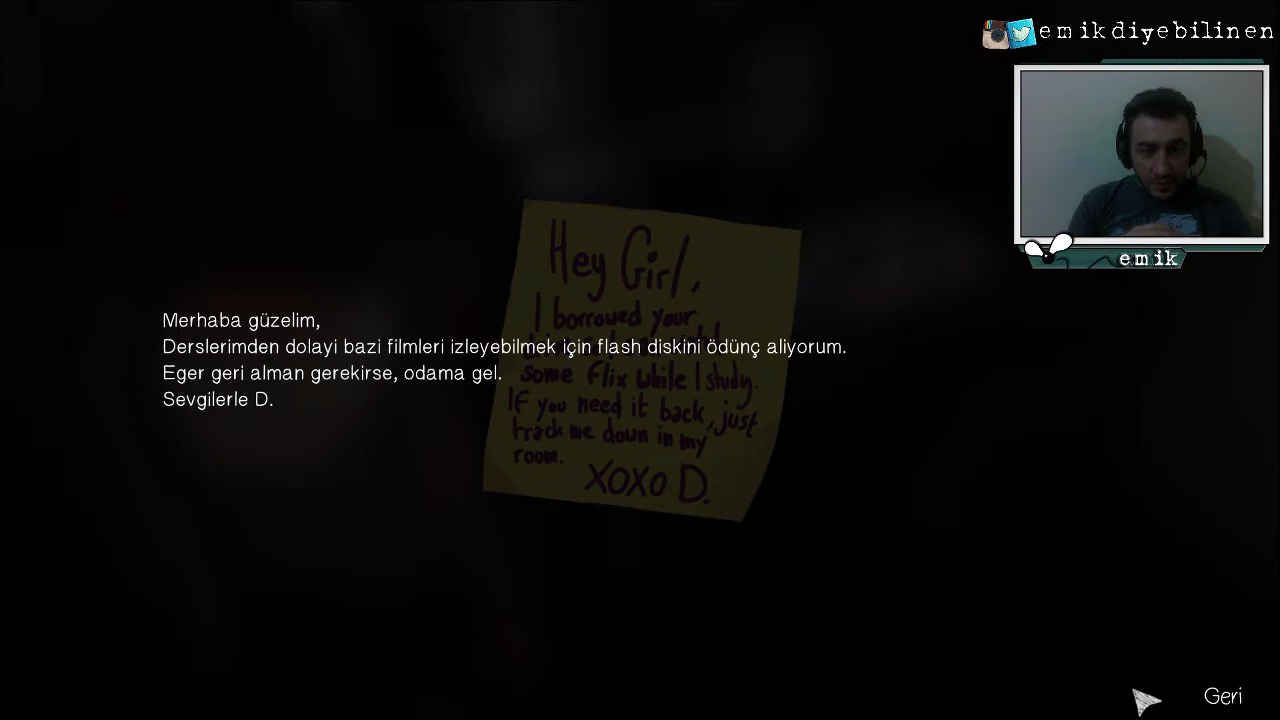 emikdiyebilinen
emik
Hey Girl,
I borrowed your
some flix while I study.
If you need it back, just
track me down in my
room.
XOXO D.
Merhaba güzelim,
Derslerimden dolayi bazi filmleri izleyebilmek için flash diskini ödünç aliyorum.
Eger geri alman gerekirse, odama gel.
Sevgilerle D.
Geri